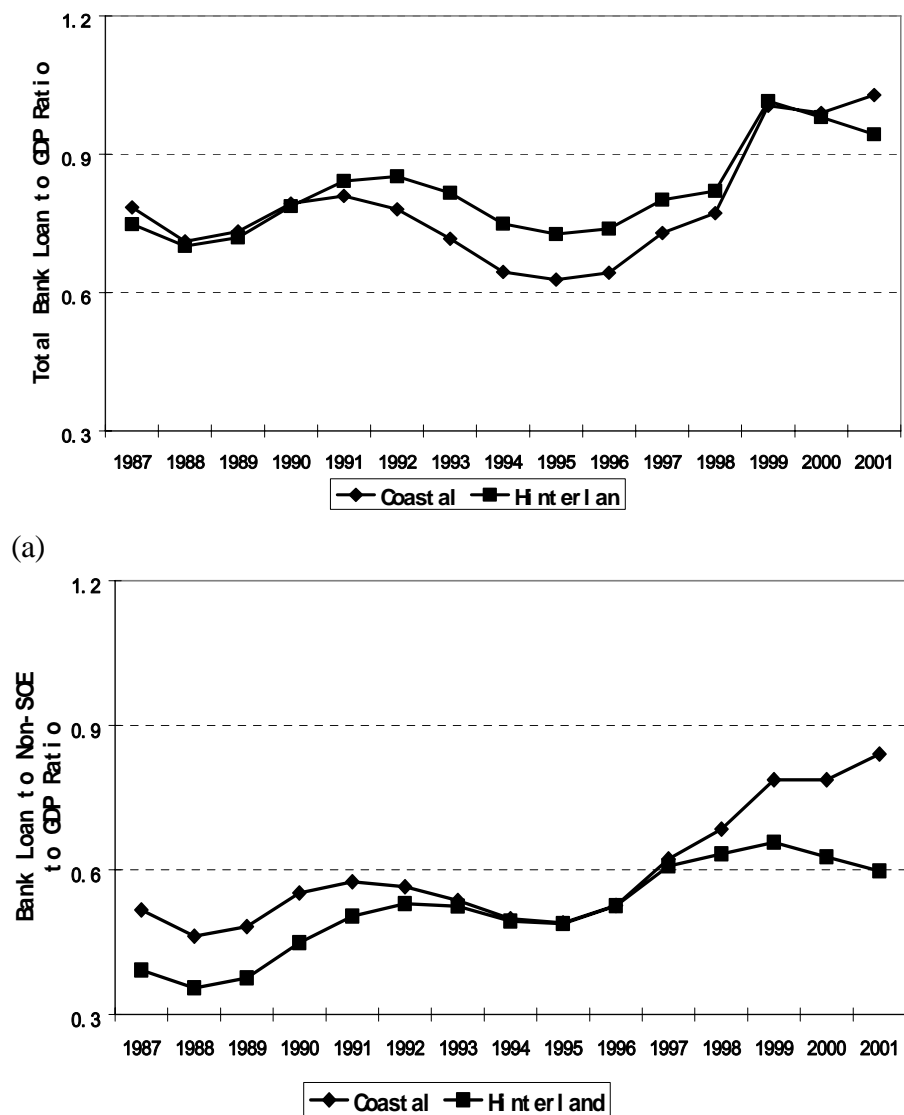 1.2
0.9
0.6
0.3
Total Bank Loan to GDP Ratio
1987 1988 1989 1990 1991 1992 1993 1994 1995 1996 1997 1998 1999 2000 2001
Coastal Hinterlan
(a)
1.2
0.9
0.6
0.3
Bank Loan to Non-SOE
to GDP Ratio
1987 1988 1989 1990 1991 1992 1993 1994 1995 1996 1997 1998 1999 2000 2001
Coastal Hinterland